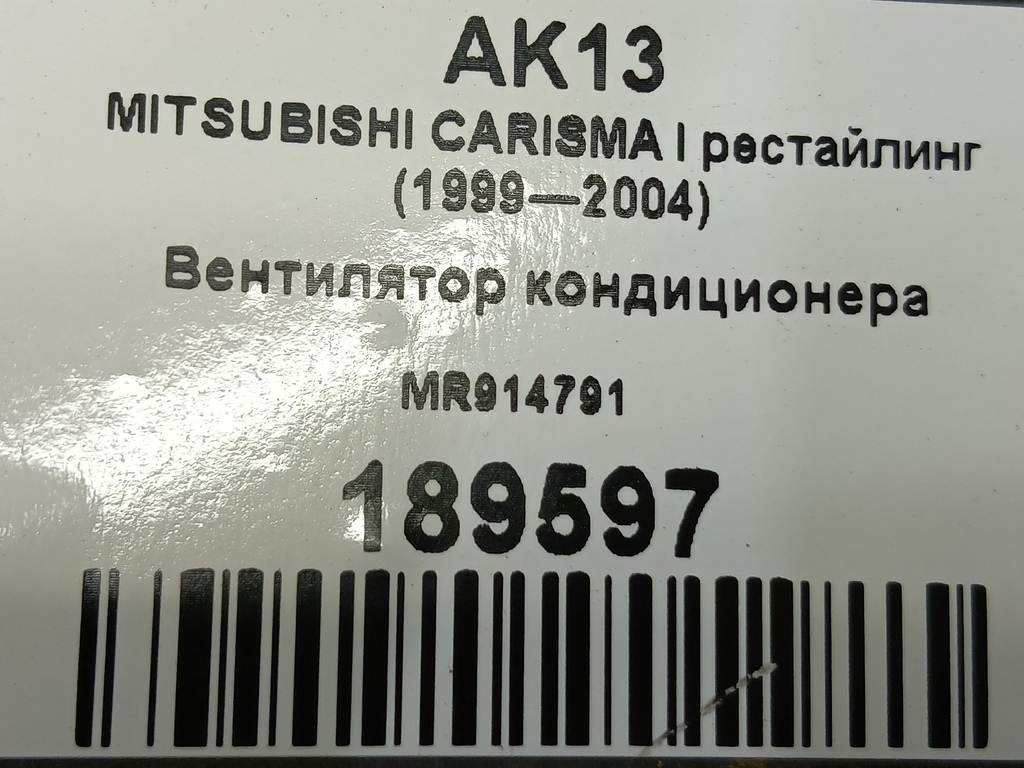 AK13
MITSUBISHI CARISMA I рестайлинг
(1999—2004)
Вентилятор кондиционера
MR914791
189597